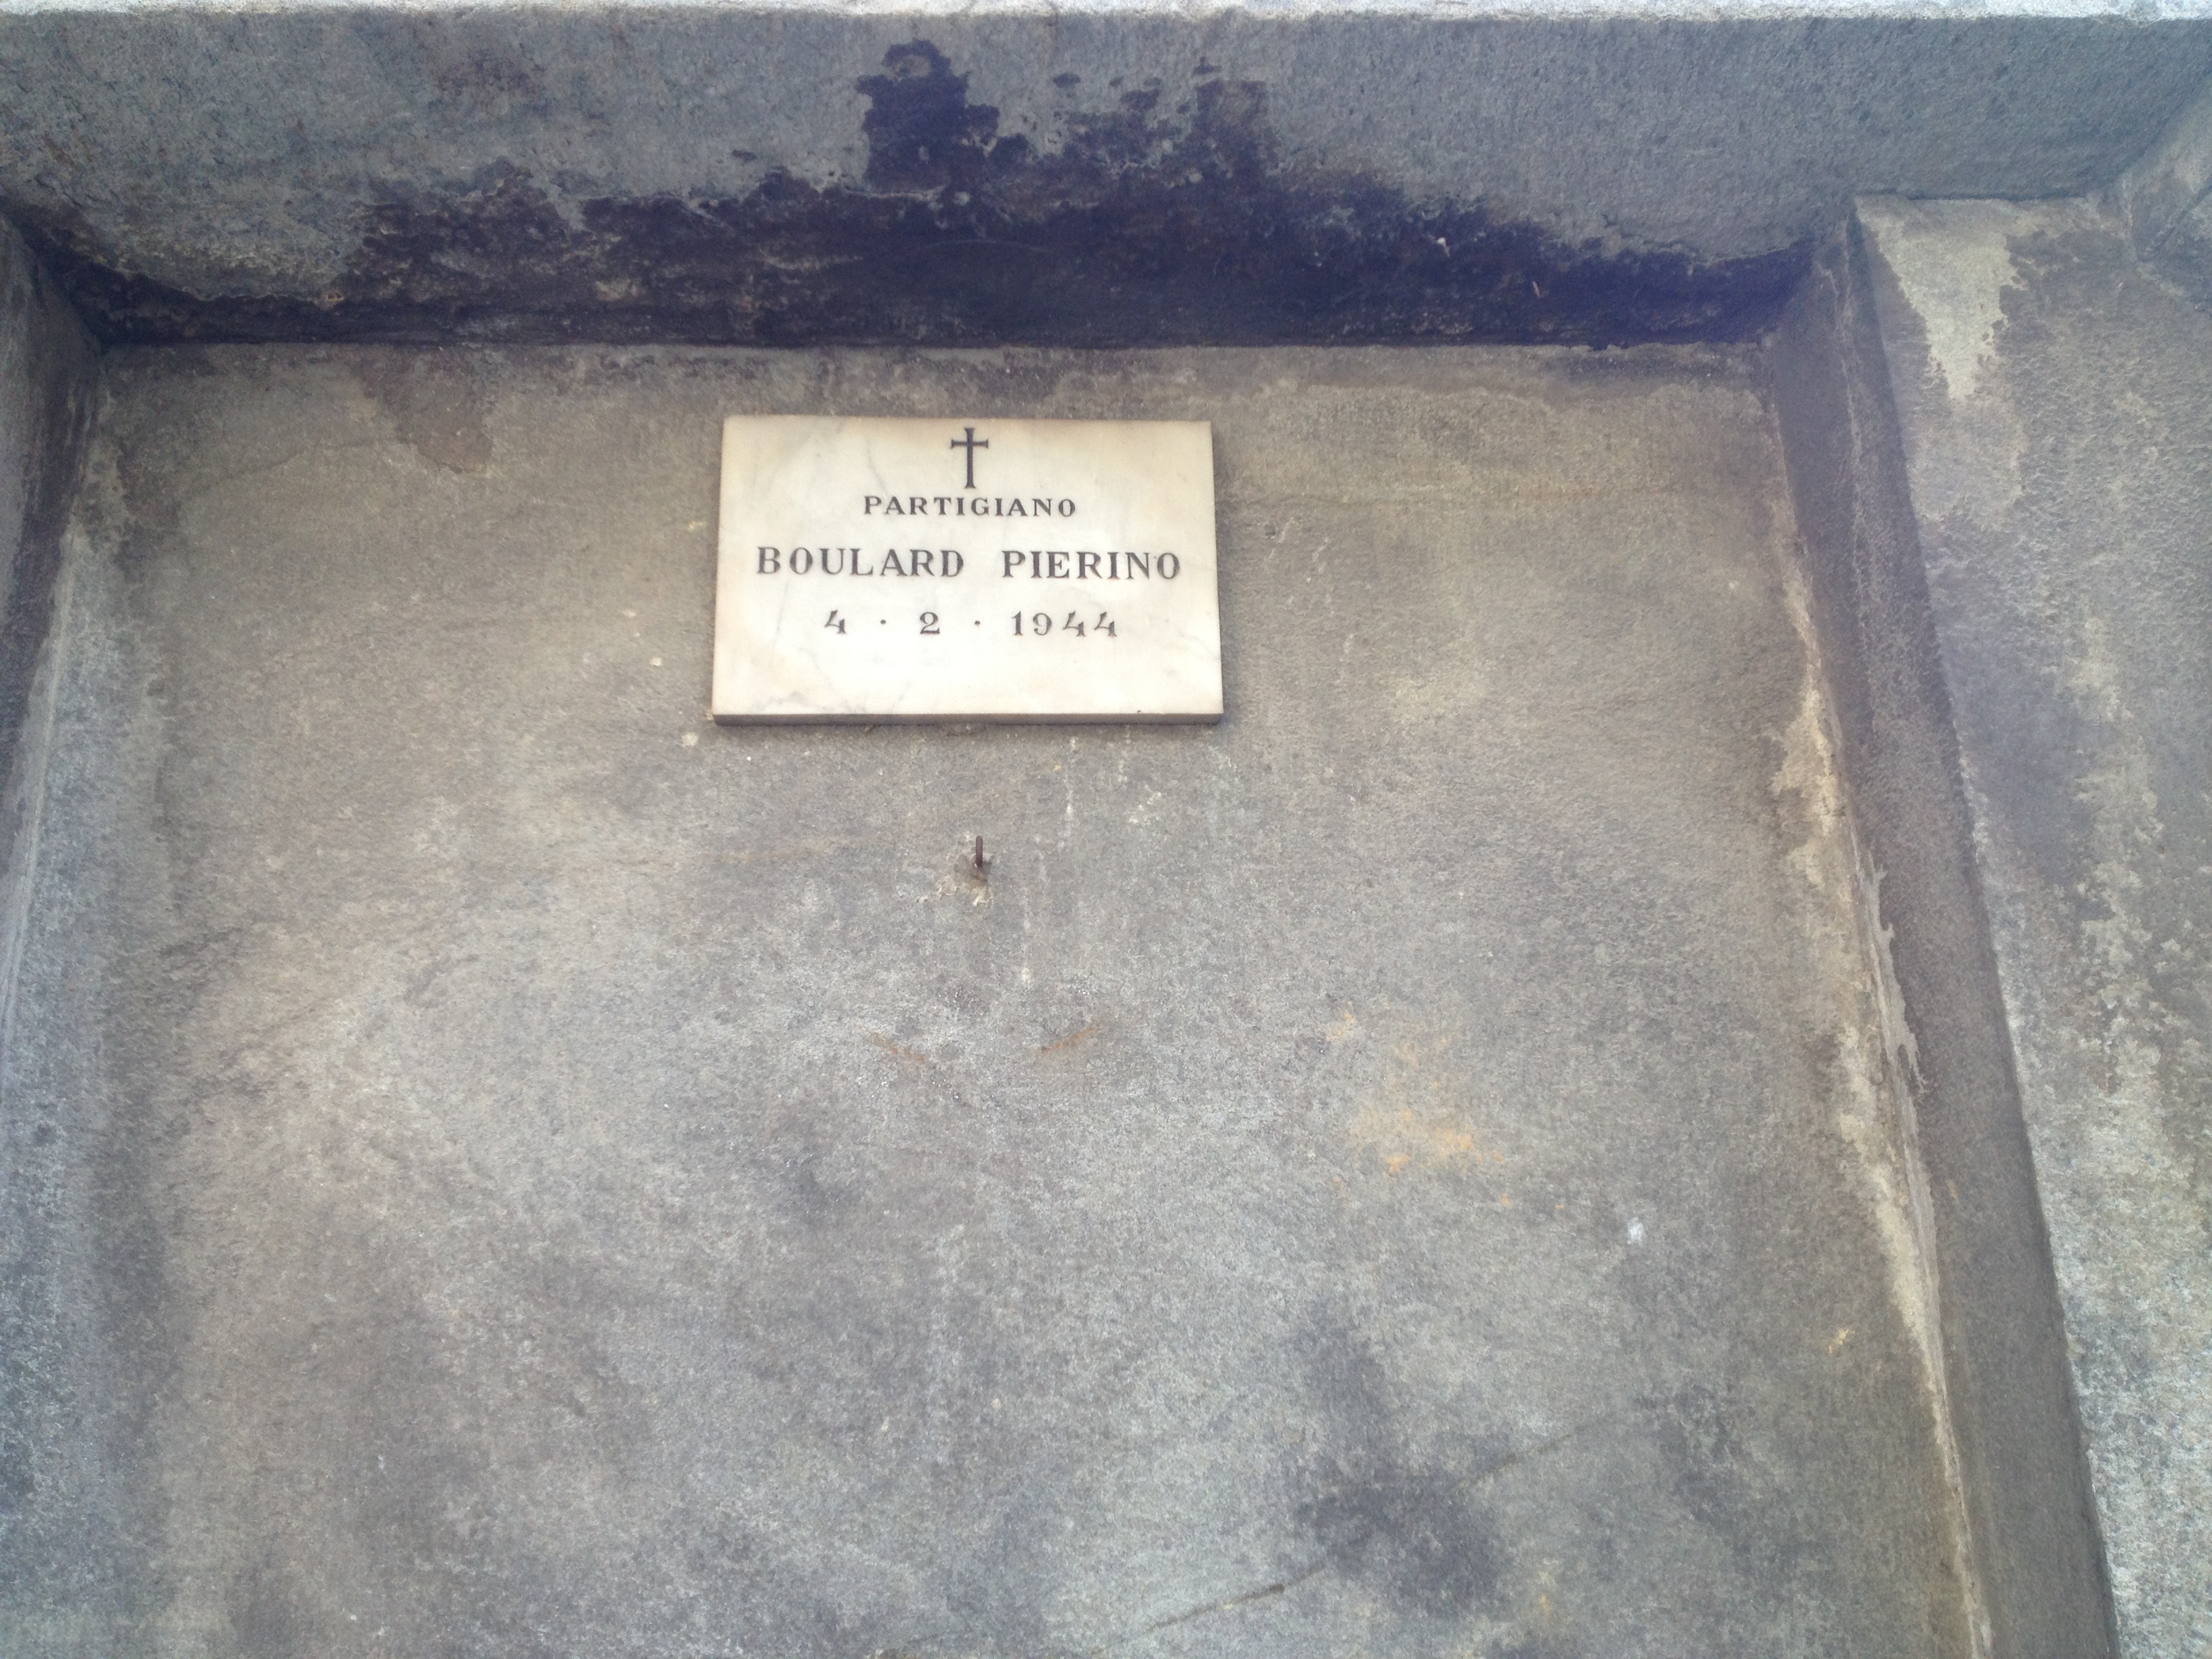 PARTIGIANO
BOULARD PIERINO
4 · 2 · 1944